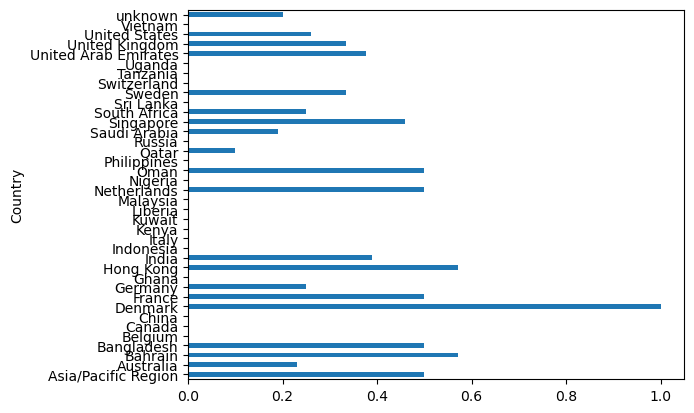 unknown
Vietnam
United States
United Kingdom
United Arab Emirates
Uganda
Tanzania
Switzerland
Sweden
Sri Lanka
South Africa
Singapore
Saudi Arabia
Russia
Qatar
Philippines
Oman
Nigeria
Netherlands
Malaysia
Liberia
Kuwait
Kenya
Italy
Indonesia
India
Hong Kong
Ghana
Germany
France
Denmark
China
Canada
Belgium
Bangladesh
Bahrain
Australia
Asia/Pacific Region
Country
0.0 0.2 0.4 0.6 0.8 1.0